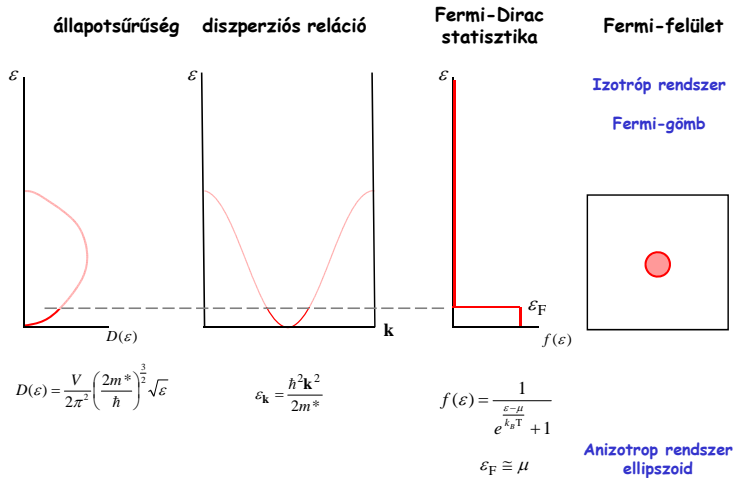 állapotsűrűség
diszperziós reláció
Fermi-Dirac
statisztika
Fermi-felület
ε
ε
ε
Izotróp rendszer
Fermi-gömb
ε_F
D(ε)
k
f(ε)
D(ε) = V/2π² (2m*/ħ)^(3/2) √ε
ε_k = ħ²k²/2m*
f(ε) = 1/(e^((ε−μ)/(k_B T)) + 1)
ε_F ≅ μ
Anizotrop rendszer
ellipszoid